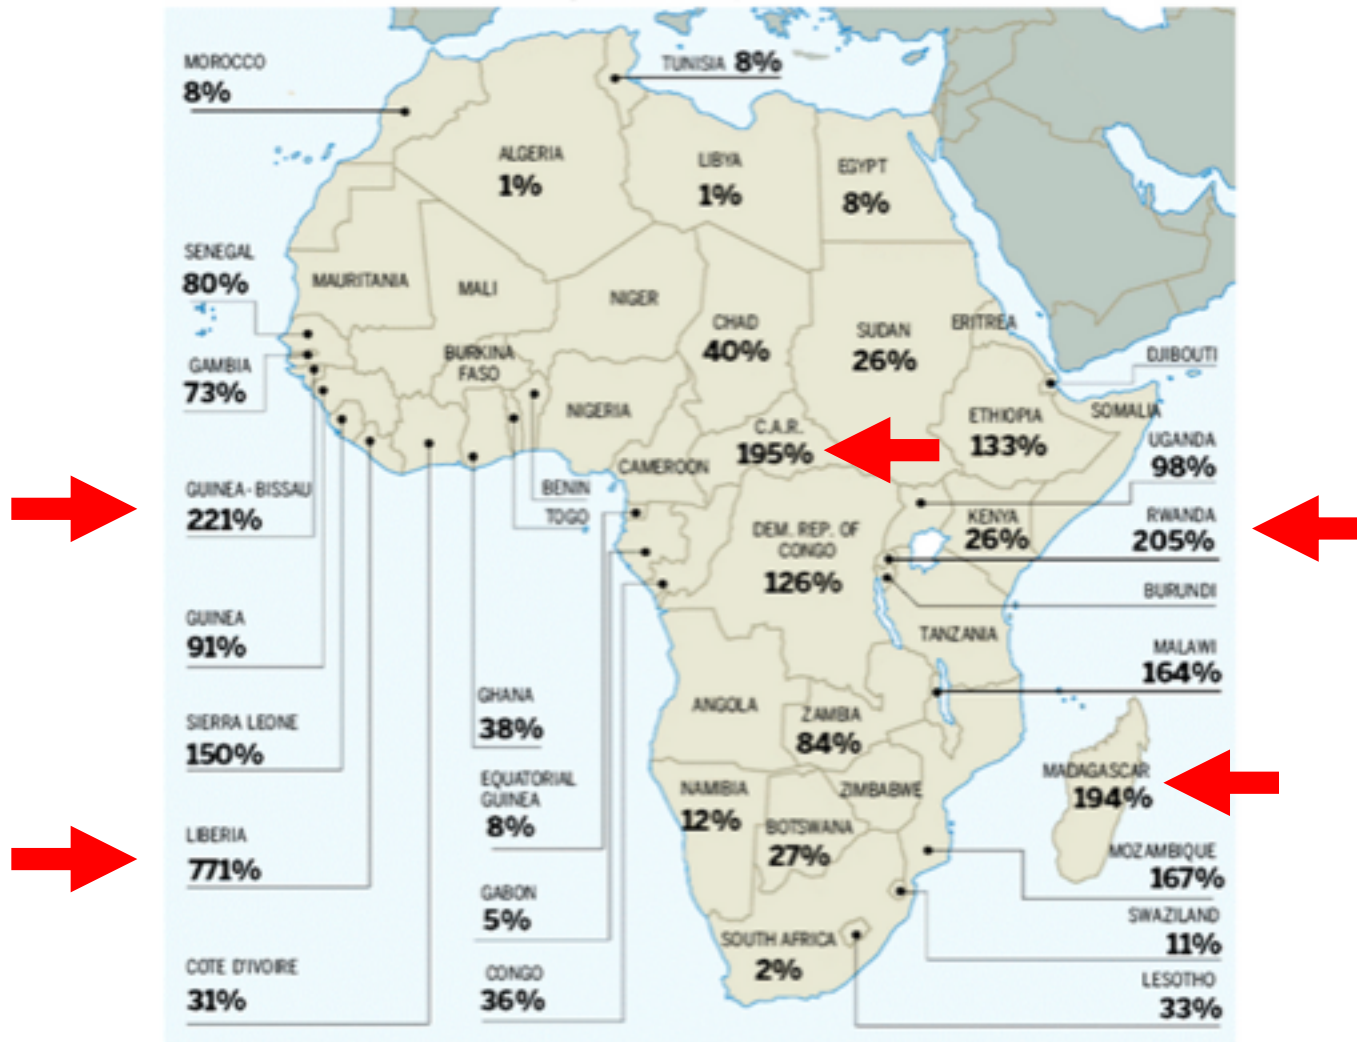 MOROCCO
8%
TUNISIA 8%
ALGERIA
1%
LIBYA
1%
EGYPT
8%
SENEGAL
80%
MAURITANIA
MALI
NIGER
CHAD
40%
SUDAN
26%
ERITREA
DJIBOUTI
GAMBIA
73%
BURKINA
FASO
NIGERIA
C.A.R.
195%
ETHIOPIA
133%
SOMALIA
UGANDA
98%
GUINEA-BISSAU
221%
CAMEROON
BENIN
TOGO
DEM. REP. OF
CONGO
126%
KENYA
26%
RWANDA
205%
BURUNDI
GUINEA
91%
TANZANIA
MALAWI
164%
SIERRA LEONE
150%
GHANA
38%
ANGOLA
ZAMBIA
84%
EQUATORIAL
GUINEA
8%
NAMIBIA
12%
ZIMBABWE
BOTSWANA
27%
MADAGASCAR
194%
LIBERIA
771%
MOZAMBIQUE
167%
GABON
5%
SWAZILAND
11%
SOUTH AFRICA
2%
COTE D'IVOIRE
31%
CONGO
36%
LESOTHO
33%